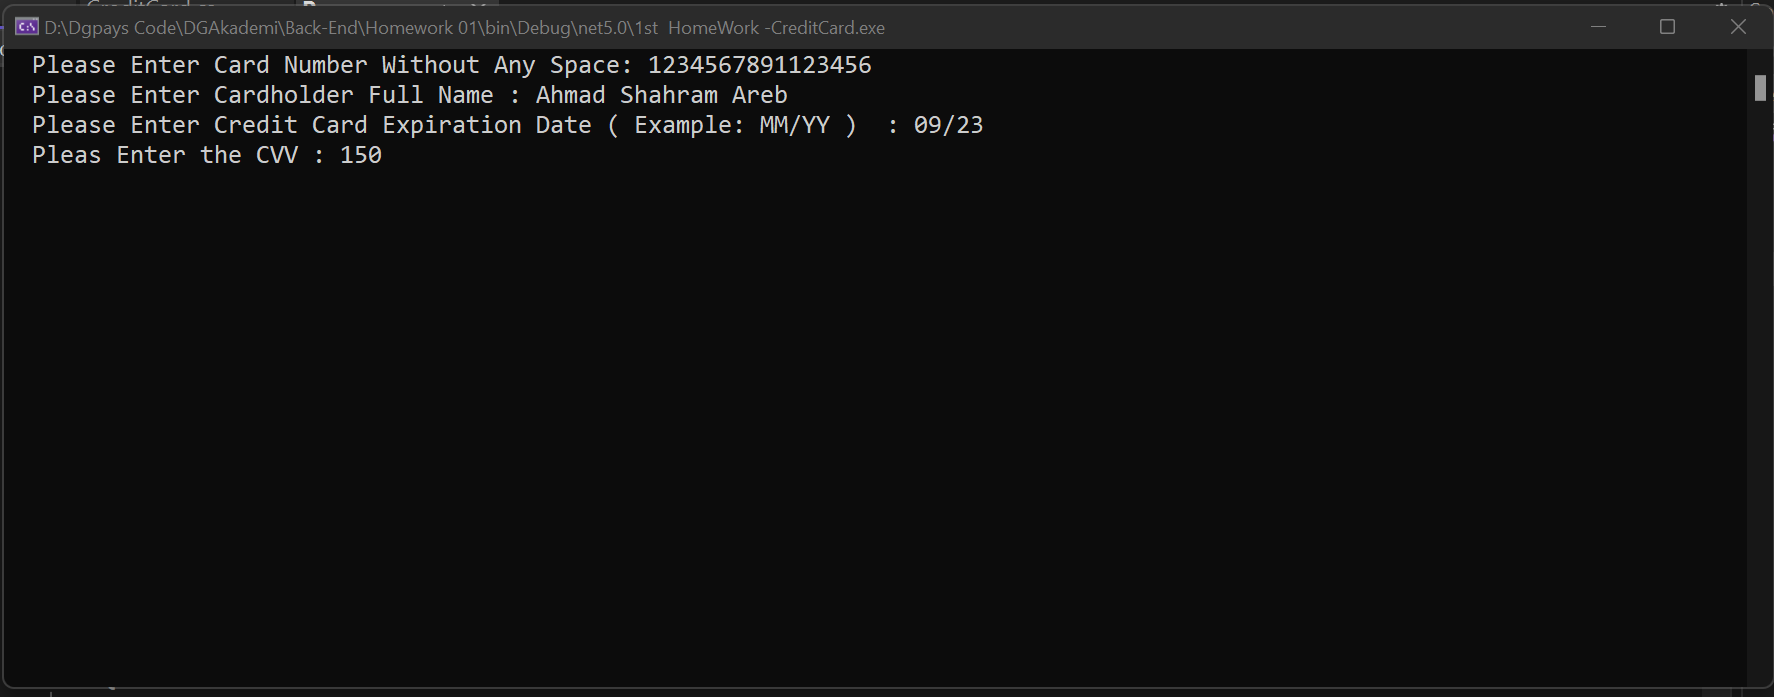 D:\Dgpays Code\DGAkademi\Back-End\Homework 01\bin\Debug\net5.0\1st  HomeWork -CreditCard.exe
Please Enter Card Number Without Any Space: 1234567891123456
Please Enter Cardholder Full Name : Ahmad Shahram Areb
Please Enter Credit Card Expiration Date ( Example: MM/YY )  : 09/23
Pleas Enter the CVV : 150